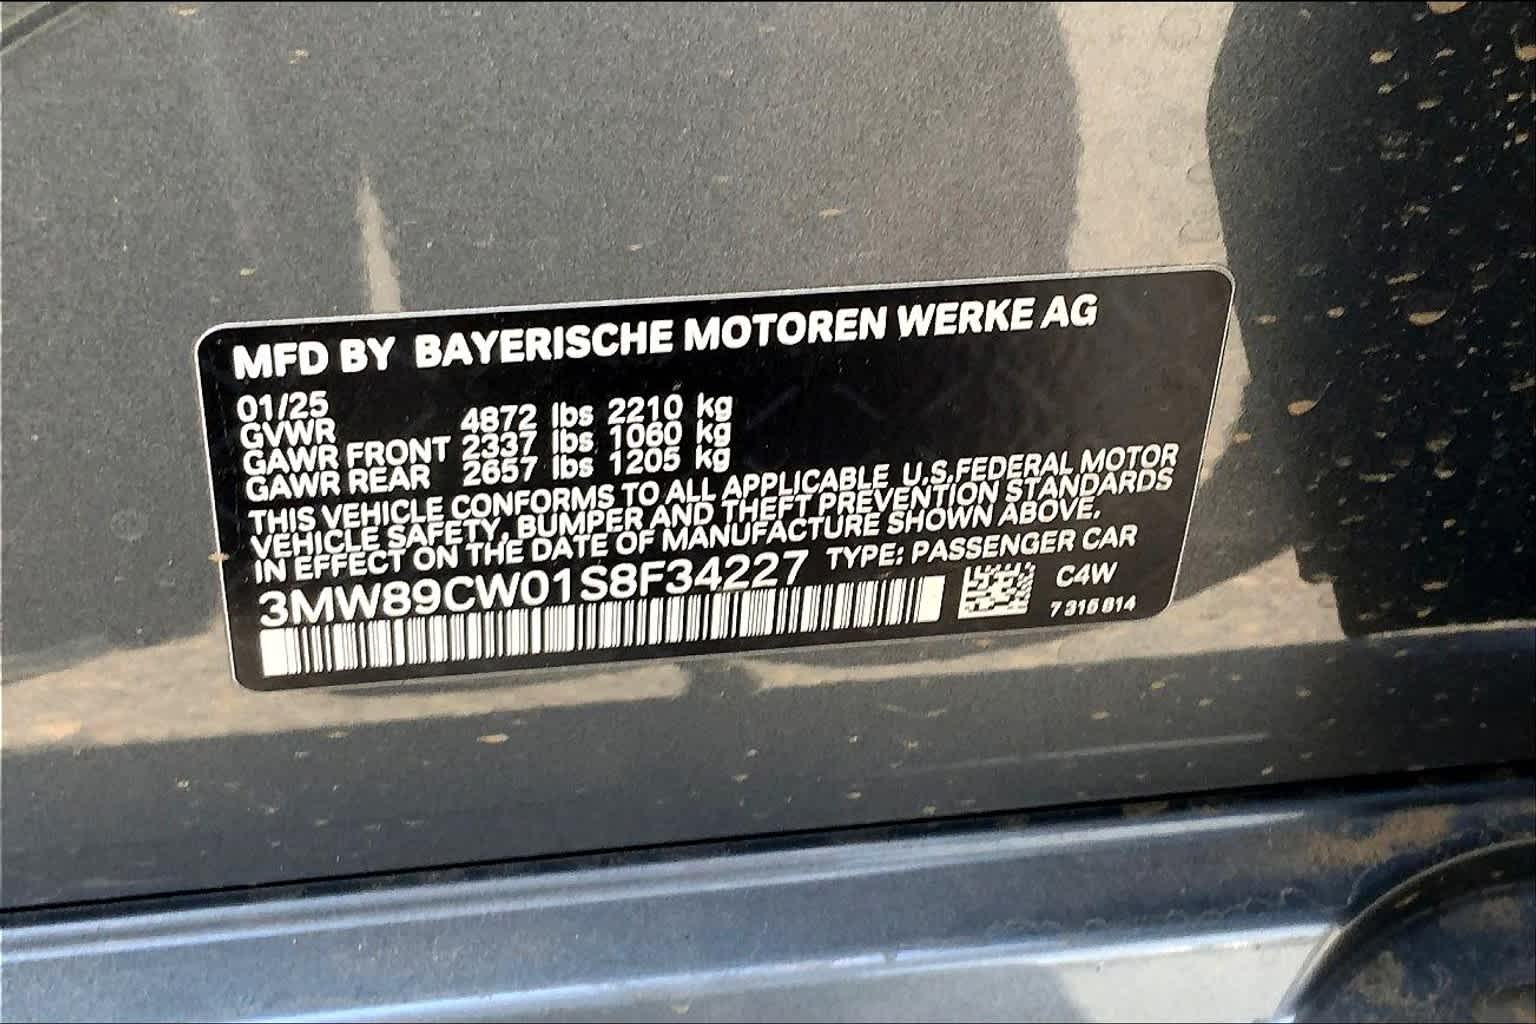 MFD BY BAYERISCHE MOTOREN WERKE AG
01/25
GVWR 4872 lbs 2210 kg
GAWR FRONT 2337 lbs 1060 kg
GAWR REAR 2657 lbs 1205 kg
THIS VEHICLE CONFORMS TO ALL APPLICABLE U.S.FEDERAL MOTOR
VEHICLE SAFETY, BUMPER AND THEFT PREVENTION STANDARDS
IN EFFECT ON THE DATE OF MANUFACTURE SHOWN ABOVE.
3MW89CW01S8F34227 TYPE: PASSENGER CAR
C4W
7 316 814